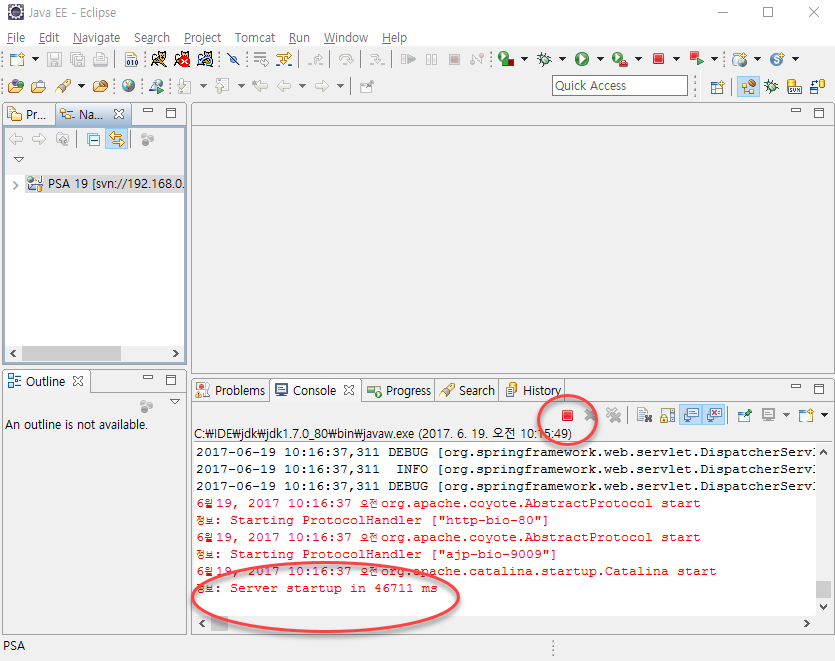 Java EE - Eclipse
File Edit Navigate Search Project Tomcat Run Window Help
Quick Access
Pr... Na...
PSA 19 [svn://192.168.0.
Outline
An outline is not available.
Problems Console Progress Search History
C:₩IDE₩jdk₩jdk1.7.0_80₩bin₩javaw.exe (2017. 6. 19. 오전 10:15:49)
2017-06-19 10:16:37,311 DEBUG [org.springframework.web.servlet.DispatcherServl
2017-06-19 10:16:37,311 INFO [org.springframework.web.servlet.DispatcherServl
2017-06-19 10:16:37,311 DEBUG [org.springframework.web.servlet.DispatcherServl
6월 19, 2017 10:16:37 오전 org.apache.coyote.AbstractProtocol start
정보: Starting ProtocolHandler ["http-bio-80"]
6월 19, 2017 10:16:37 오전 org.apache.coyote.AbstractProtocol start
정보: Starting ProtocolHandler ["ajp-bio-9009"]
6월 19, 2017 10:16:37 오전 org.apache.catalina.startup.Catalina start
정보: Server startup in 46711 ms
PSA